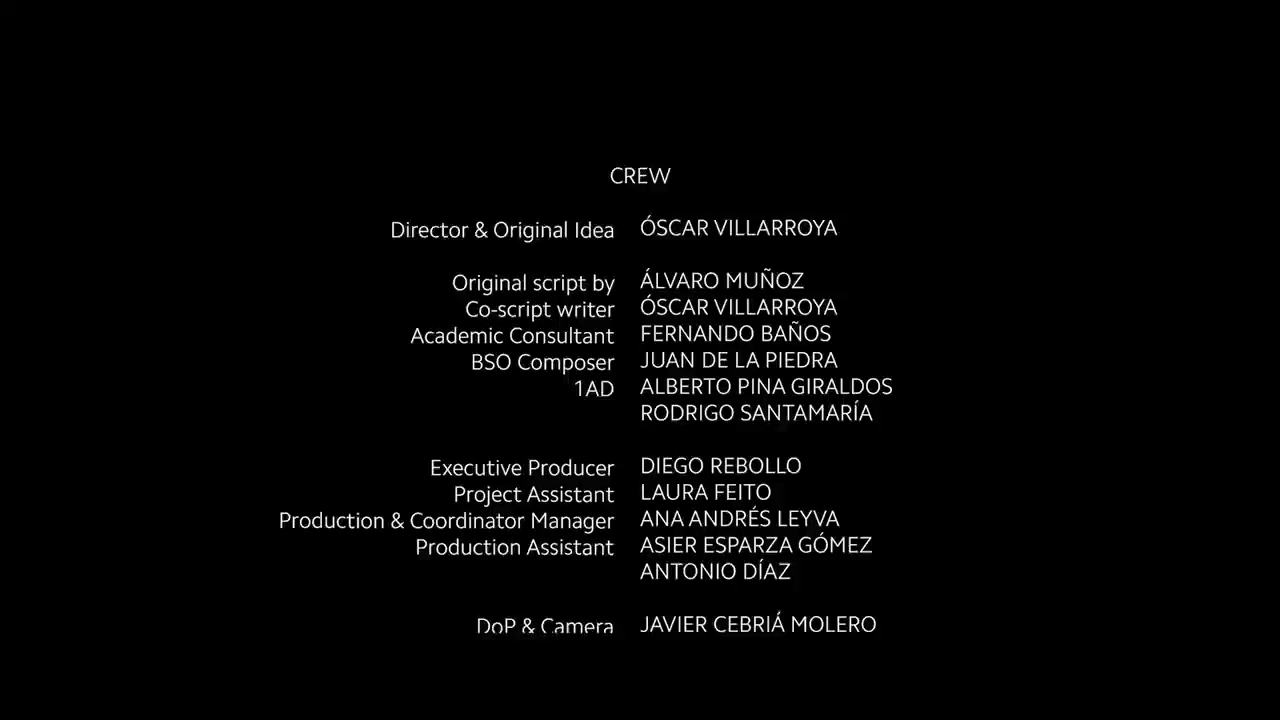 CREW
Director & Original Idea ÓSCAR VILLARROYA
Original script by ÁLVARO MUÑOZ
Co-script writer ÓSCAR VILLARROYA
Academic Consultant FERNANDO BAÑOS
BSO Composer JUAN DE LA PIEDRA
1AD ALBERTO PINA GIRALDOS
RODRIGO SANTAMARÍA
Executive Producer DIEGO REBOLLO
Project Assistant LAURA FEITO
Production & Coordinator Manager ANA ANDRÉS LEYVA
Production Assistant ASIER ESPARZA GÓMEZ
ANTONIO DÍAZ
DoP & Camera JAVIER CEBRIÁ MOLERO